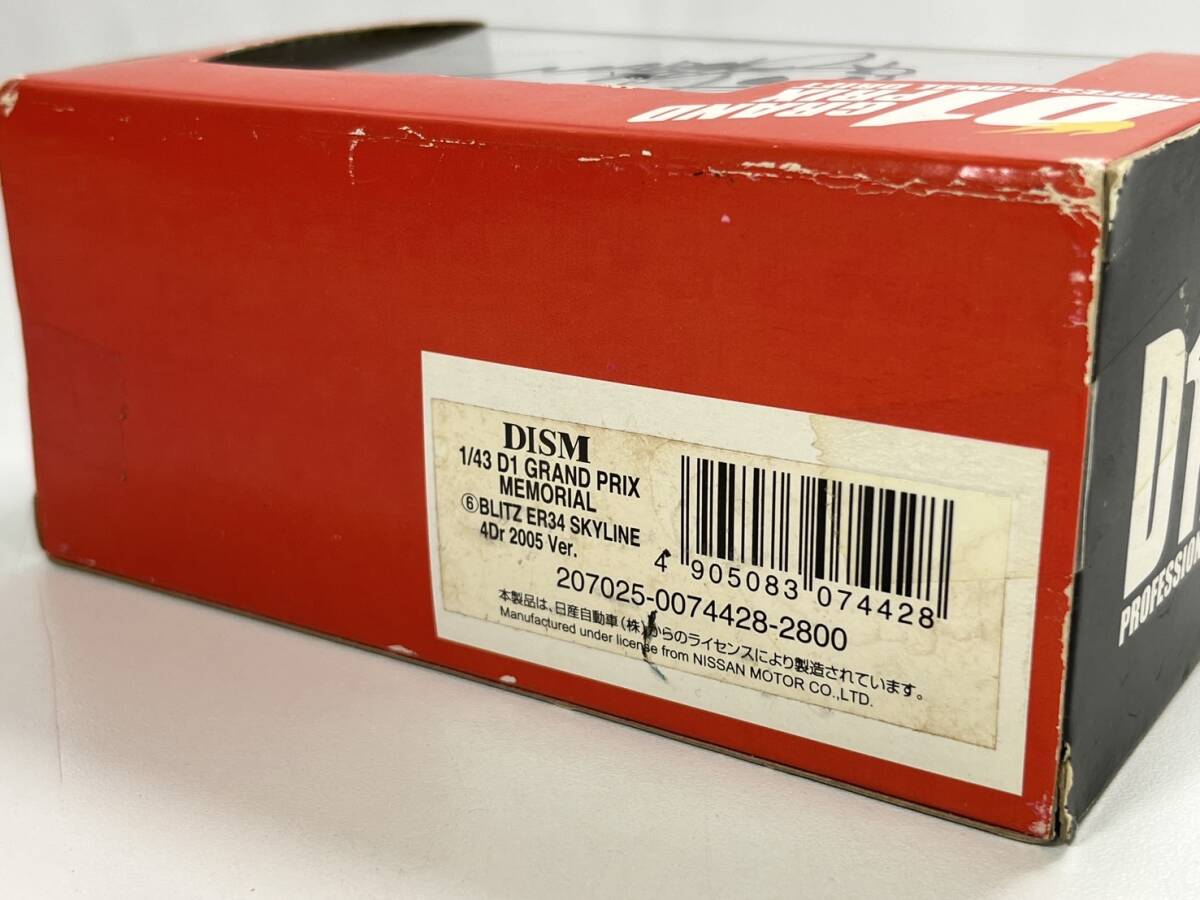 D1
GRAND
PRIX
PROFESSIONAL DRIFT
DISM
1/43 D1 GRAND PRIX
MEMORIAL
⑥BLITZ ER34 SKYLINE
4Dr 2005 Ver.
4 905083 074428
207025-0074428-2800
本製品は、日産自動車(株)からのライセンスにより製造されています。
Manufactured under license from NISSAN MOTOR CO.,LTD.
D1
PROFESSION